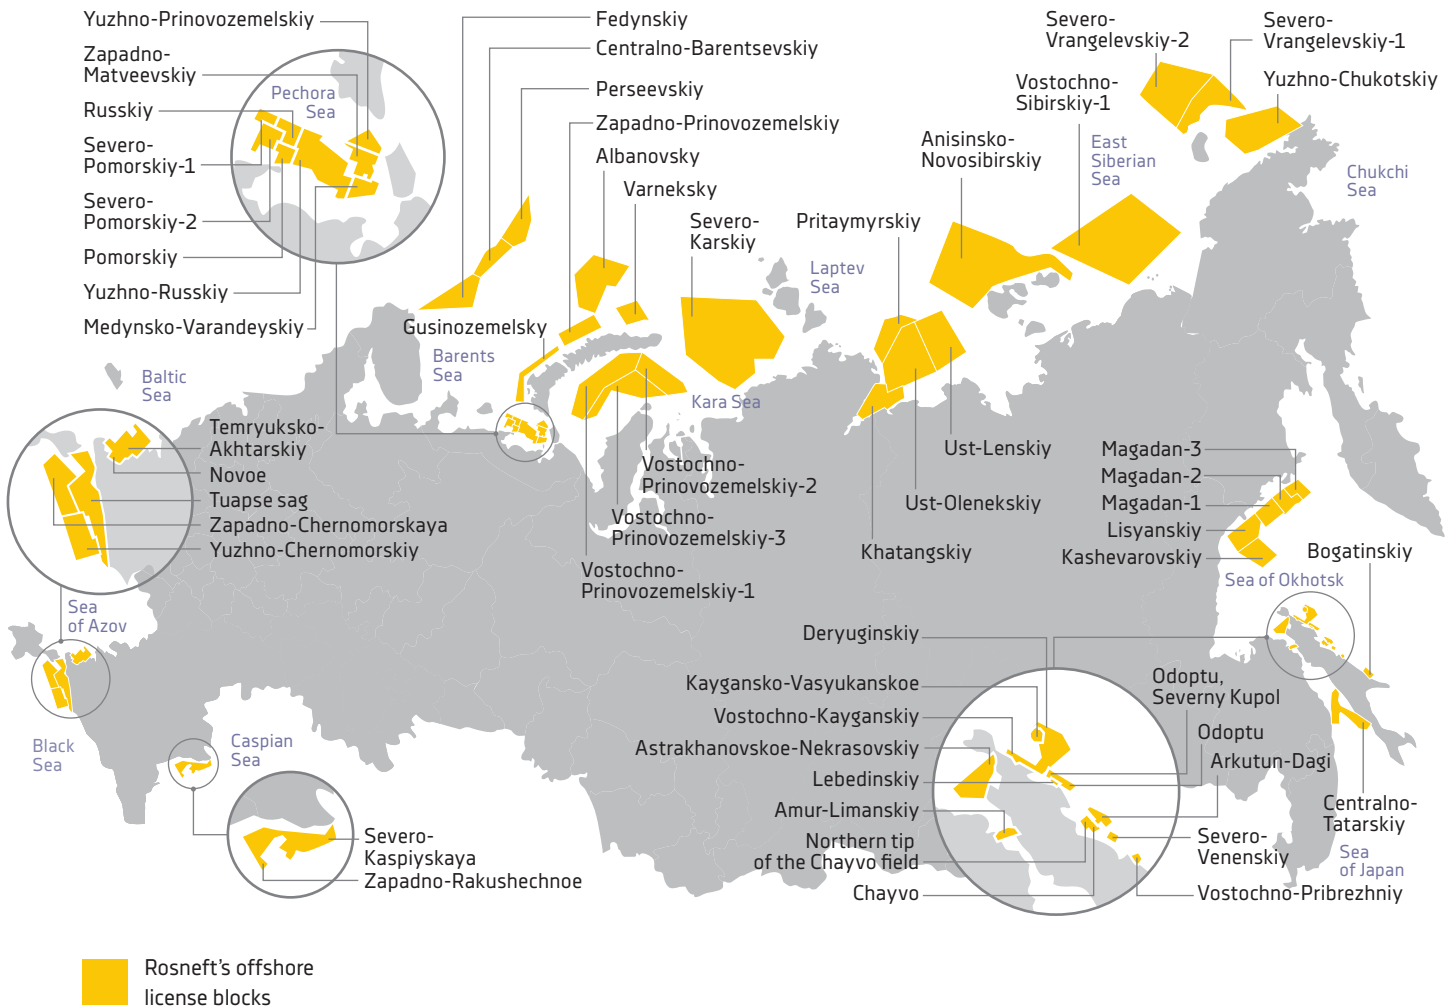 Yuzhno-Prinovozemelskiy
Zapadno-
Matveevskiy
Russkiy
Severo-
Pomorskiy-1
Severo-
Pomorskiy-2
Pomorskiy
Yuzhno-Russkiy
Medynsko-Varandeyskiy
Pechora
Sea
Fedynskiy
Centralno-Barentsevskiy
Perseevskiy
Zapadno-Prinovozemelskiy
Albanovsky
Varneksky
Severo-
Karskiy
Gusinozemelsky
Barents
Sea
Kara Sea
Laptev
Sea
Pritaymyrskiy
Anisinsko-
Novosibirskiy
Vostochno-
Sibirskiy-1
East
Siberian
Sea
Severo-
Vrangelevskiy-2
Severo-
Vrangelevskiy-1
Yuzhno-Chukotskiy
Chukchi
Sea
Baltic
Sea
Temryuksko-
Akhtarskiy
Novoe
Tuapse sag
Zapadno-Chernomorskaya
Yuzhno-Chernomorskiy
Sea
of Azov
Black
Sea
Caspian
Sea
Severo-
Kaspiyskaya
Zapadno-Rakushechnoe
Vostochno-
Prinovozemelskiy-2
Vostochno-
Prinovozemelskiy-3
Vostochno-
Prinovozemelskiy-1
Ust-Lenskiy
Ust-Olenekskiy
Khatangskiy
Magadan-3
Magadan-2
Magadan-1
Lisyanskiy
Kashevarovskiy
Sea of Okhotsk
Bogatinskiy
Deryuginskiy
Kaygansko-Vasyukanskoe
Vostochno-Kayganskiy
Astrakhanovskoe-Nekrasovskiy
Lebedinskiy
Amur-Limanskiy
Northern tip
of the Chayvo field
Chayvo
Odoptu,
Severny Kupol
Odoptu
Arkutun-Dagi
Severo-
Venenskiy
Vostochno-Pribrezhniy
Centralno-
Tatarskiy
Sea
of Japan
Rosneft's offshore
license blocks